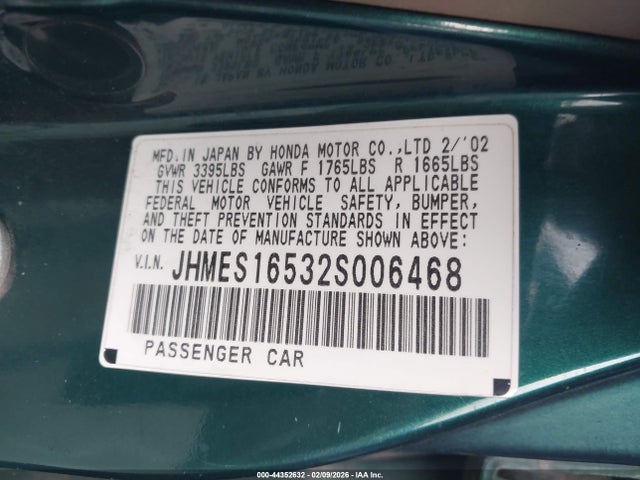 MFD. IN JAPAN BY HONDA MOTOR CO.,LTD 2/'02
GVWR 3395LBS GAWR F 1765LBS R 1665LBS
THIS VEHICLE CONFORMS TO ALL APPLICABLE
FEDERAL MOTOR VEHICLE SAFETY, BUMPER,
AND THEFT PREVENTION STANDARDS IN EFFECT
ON THE DATE OF MANUFACTURE SHOWN ABOVE:
V.I.N. JHMES16532S006468
PASSENGER CAR
000-44352632 - 02/09/2026 - ©IAA Inc.